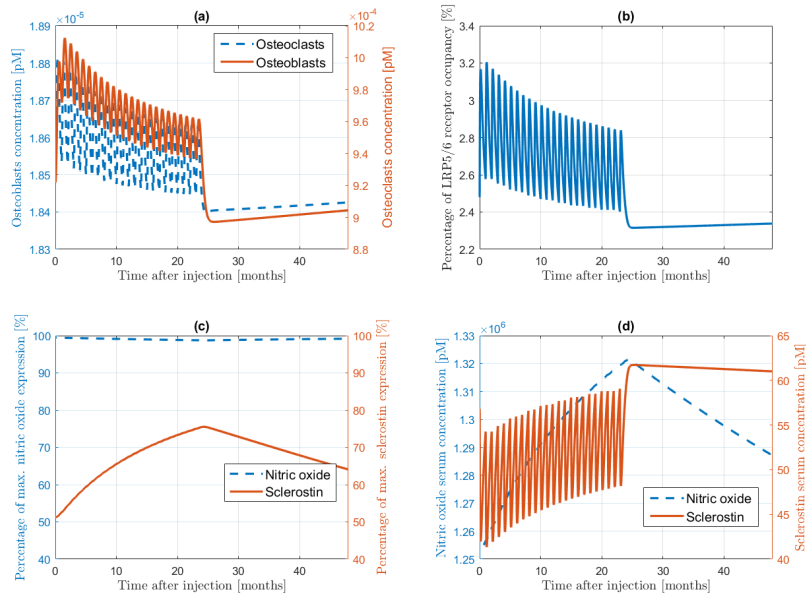 (a)
×10⁻⁵
×10⁻⁴
Osteoblasts concentration [pM]
1.89
1.88
1.87
1.86
1.85
1.84
1.83
10.2
10
9.8
9.6
9.4
9.2
9
8.8
Osteoclasts concentration [pM]
Osteoclasts
Osteoblasts
0 10 20 30 40
Time after injection [months]
(b)
Percentage of LRP5/6 receptor occupancy [%]
3.4
3.2
3
2.8
2.6
2.4
2.2
0 10 20 30 40
Time after injection [months]
(c)
Percentage of max. nitric oxide expression [%]
100
90
80
70
60
50
40
100
90
80
70
60
50
40
Percentage of max. sclerostin expression [%]
Nitric oxide
Sclerostin
0 10 20 30 40
Time after injection [months]
(d)
×10⁶
Nitric oxide serum concentration [pM]
1.33
1.32
1.31
1.3
1.29
1.28
1.27
1.26
1.25
65
60
55
50
45
40
Sclerostin serum concentration [pM]
Nitric oxide
Sclerostin
0 10 20 30 40
Time after injection [months]